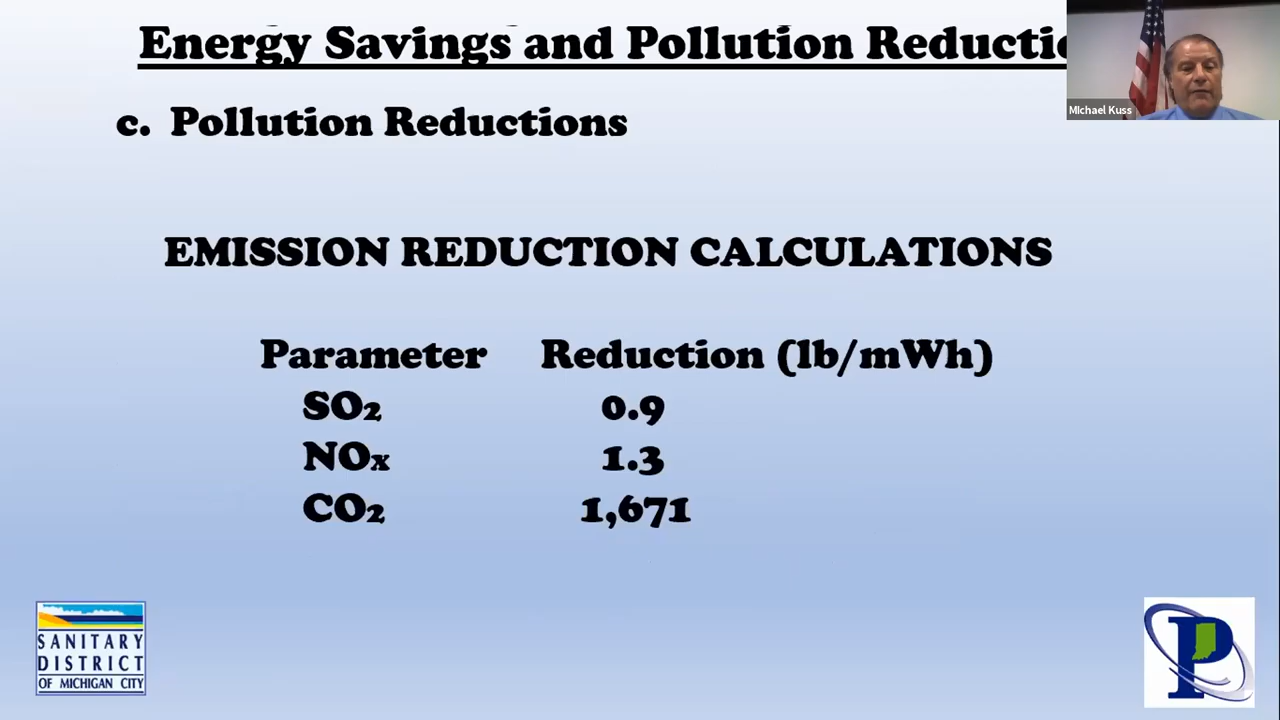 Energy Savings and Pollution Reductio
Michael Kuss
c. Pollution Reductions
EMISSION REDUCTION CALCULATIONS
Parameter Reduction (lb/mWh)
SO₂ 0.9
NOx 1.3
CO₂ 1,671
SANITARY
DISTRICT
OF MICHIGAN CITY
P